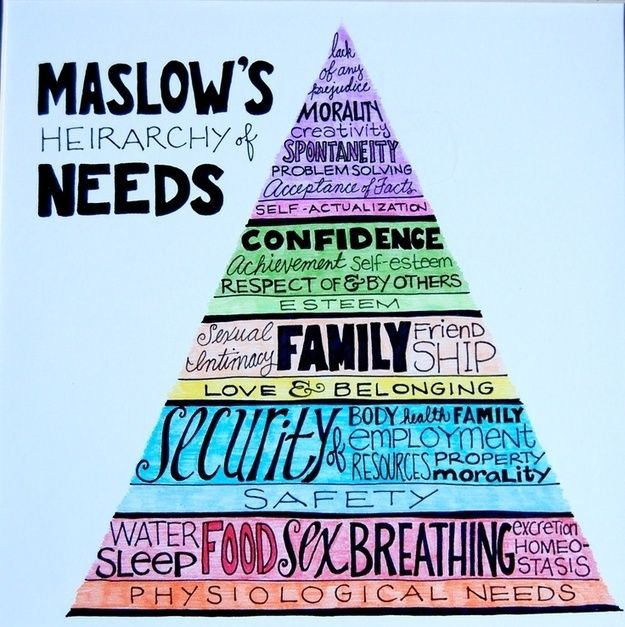 MASLOW'S
HEIRARCHY of
NEEDS
lack
of any
prejudice
MORALITY
creativity
SPONTANEITY
PROBLEM SOLVING
Acceptance of Facts
SELF-ACTUALIZATION
CONFIDENCE
Achievement self-esteem
RESPECT OF & BY OTHERS
ESTEEM
Sexual Intimacy
FAMILY
Friend
SHIP
LOVE & BELONGING
Security of
BODY health FAMILY
employment
RESOURCES PROPERTY
morality
SAFETY
WATER
SLeep
FOOD
Sex
BREATHING
excretion
HOMEO-
STASIS
PHYSIOLOGICAL NEEDS